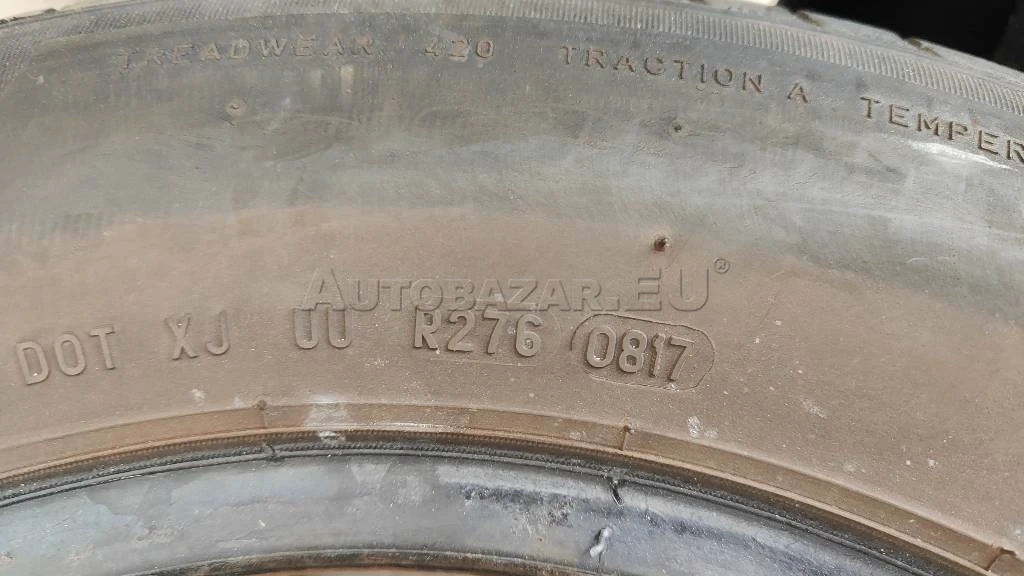 TREADWEAR 420 TRACTION A TEMPER
AUTOBAZAR.EU®
DOT XJ UU R276 0817